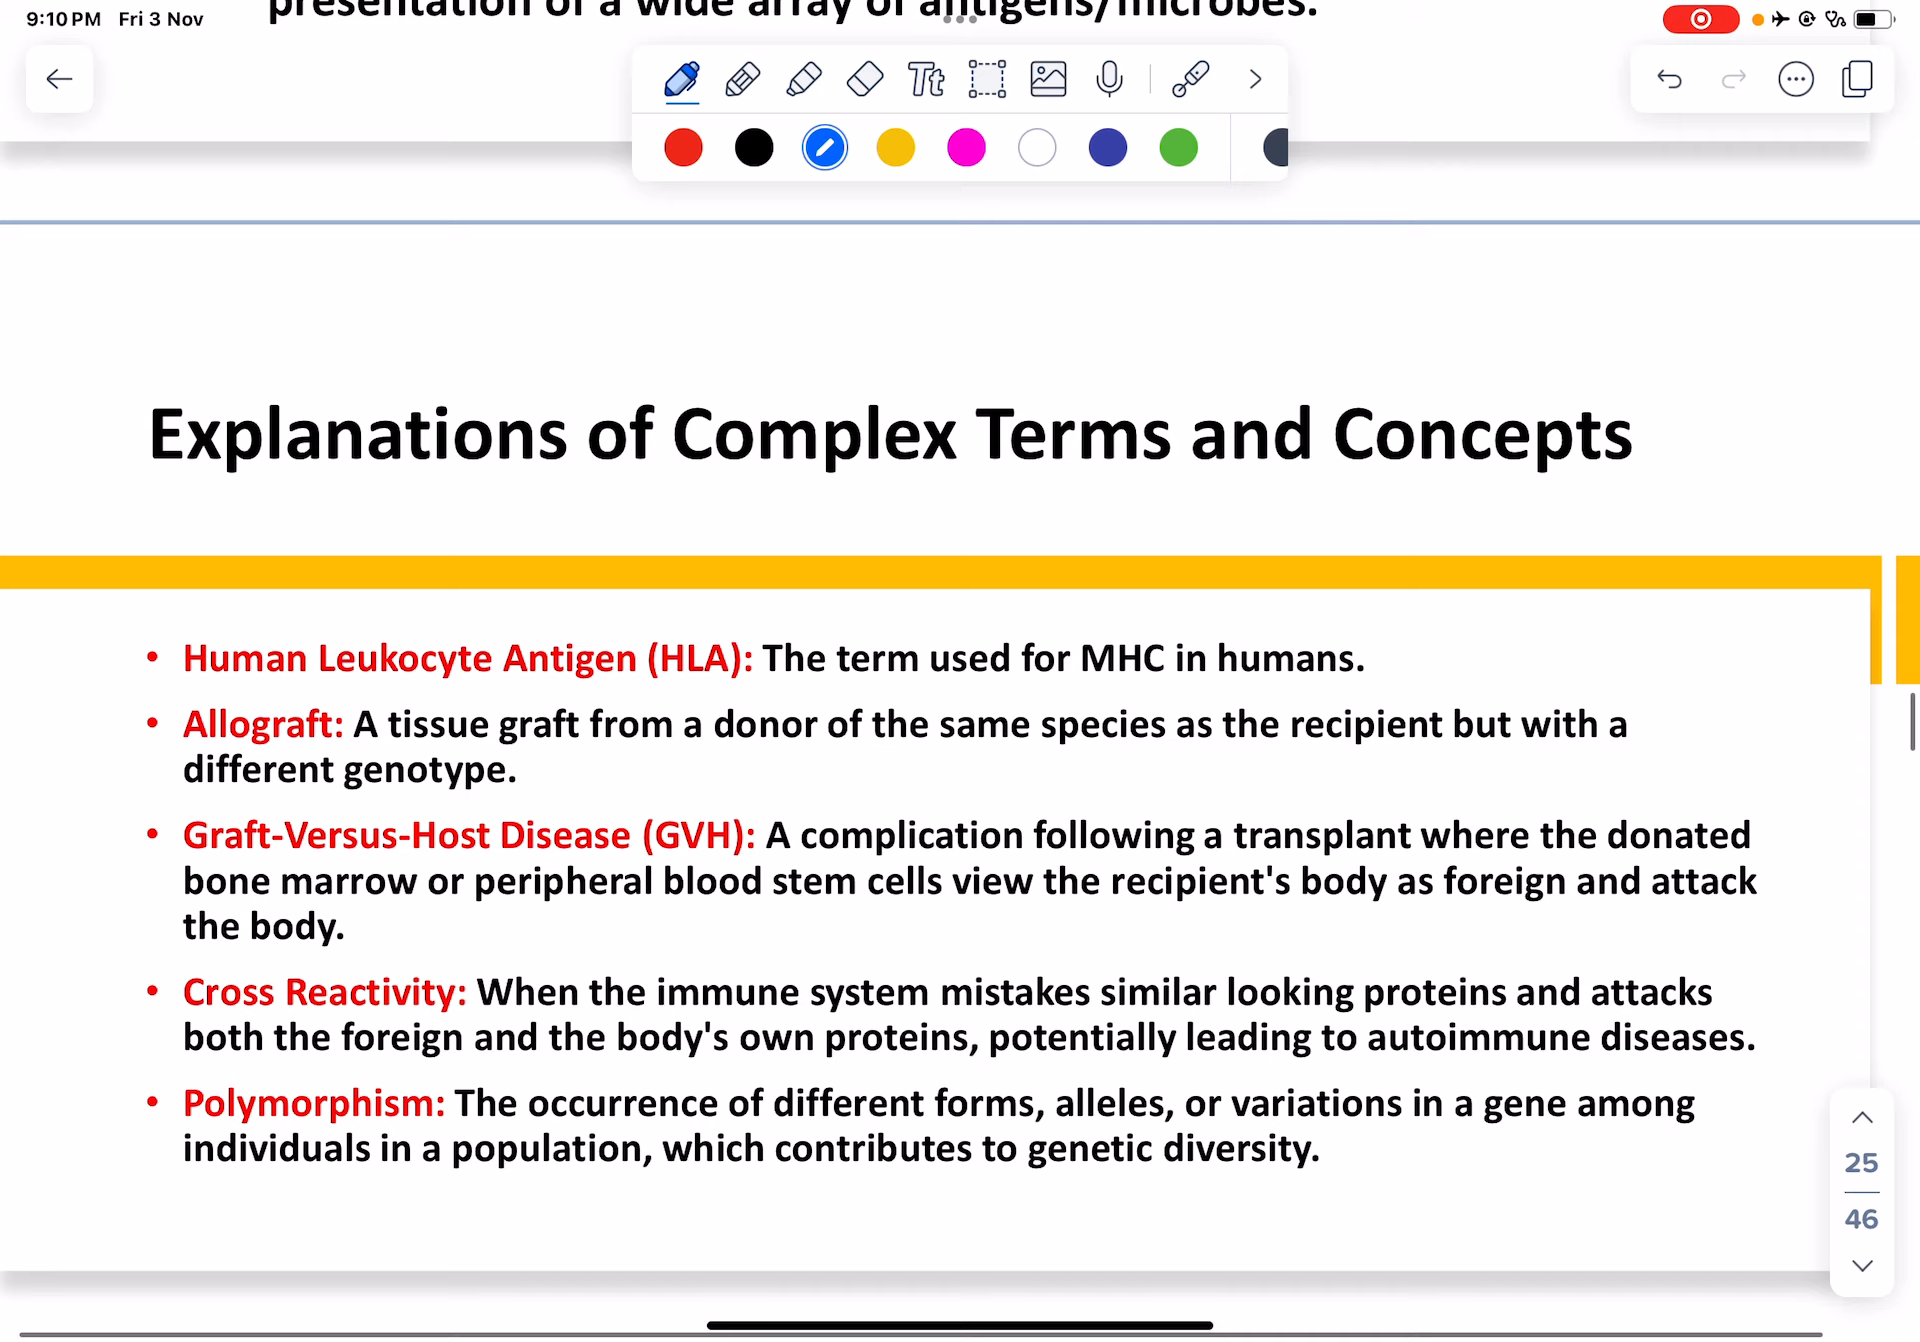 9:10 PM Fri 3 Nov
presentation of a wide array of antigens/microbes.
Tt
Explanations of Complex Terms and Concepts
• Human Leukocyte Antigen (HLA): The term used for MHC in humans.
• Allograft: A tissue graft from a donor of the same species as the recipient but with a
different genotype.
• Graft-Versus-Host Disease (GVH): A complication following a transplant where the donated
bone marrow or peripheral blood stem cells view the recipient's body as foreign and attack
the body.
• Cross Reactivity: When the immune system mistakes similar looking proteins and attacks
both the foreign and the body's own proteins, potentially leading to autoimmune diseases.
• Polymorphism: The occurrence of different forms, alleles, or variations in a gene among
individuals in a population, which contributes to genetic diversity.
25
46